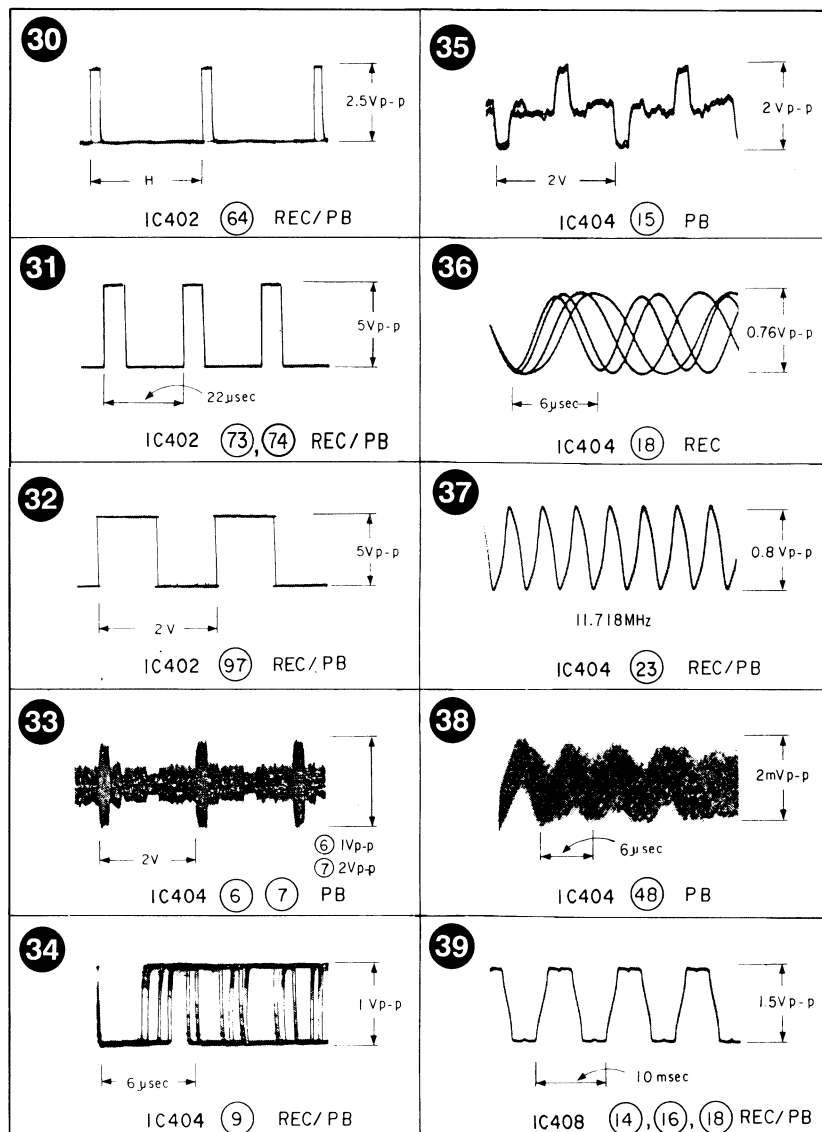 30
2.5Vp-p
H
IC402 64 REC/PB
31
5Vp-p
22µsec
IC402 73, 74 REC/PB
32
5Vp-p
2V
IC402 97 REC/PB
33
6 1Vp-p
7 2Vp-p
2V
IC404 6 7 PB
34
1Vp-p
6µsec
IC404 9 REC/PB
35
2Vp-p
2V
IC404 15 PB
36
0.76Vp-p
6µsec
IC404 18 REC
37
0.8Vp-p
11.718MHz
IC404 23 REC/PB
38
2mVp-p
6µsec
IC404 48 PB
39
1.5Vp-p
10msec
IC408 14, 16, 18 REC/PB